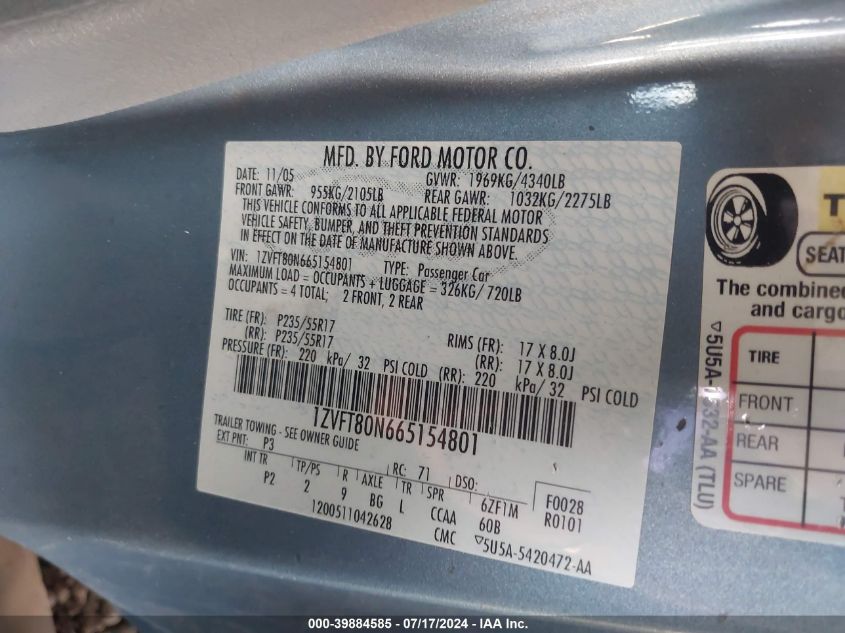 MFD. BY FORD MOTOR CO.
DATE: 11/05 GVWR: 1969KG/4340LB
FRONT GAWR: 955KG/2105LB REAR GAWR: 1032KG/2275LB
THIS VEHICLE CONFORMS TO ALL APPLICABLE FEDERAL MOTOR
VEHICLE SAFETY, BUMPER, AND THEFT PREVENTION STANDARDS
IN EFFECT ON THE DATE OF MANUFACTURE SHOWN ABOVE.
VIN: 1ZVFT80N665154801 TYPE: Passenger Car
MAXIMUM LOAD = OCCUPANTS + LUGGAGE = 326KG/ 720LB
OCCUPANTS = 4 TOTAL; 2 FRONT, 2 REAR
TIRE (FR): P235/55R17 RIMS (FR): 17 X 8.0J
(RR): P235/55R17 (RR): 17 X 8.0J
PRESSURE (FR): 220 kPa/ 32 PSI COLD (RR): 220 kPa/ 32 PSI COLD
1ZVFT80N665154801
TRAILER TOWING - SEE OWNER GUIDE
EXT PNT: P3 RC: 71 DSO:
INT TR TP/PS R AXLE TR SPR 6ZF1M F0028
P2 2 9 BG L CCAA 60B R0101
1200511042628 CMC ▽5U5A-5420472-AA
SEAT
The combined
and cargo
TIRE
FRONT
REAR
SPARE
(TLU)
000-39884585 / 07/17/2024 / IAA Inc.